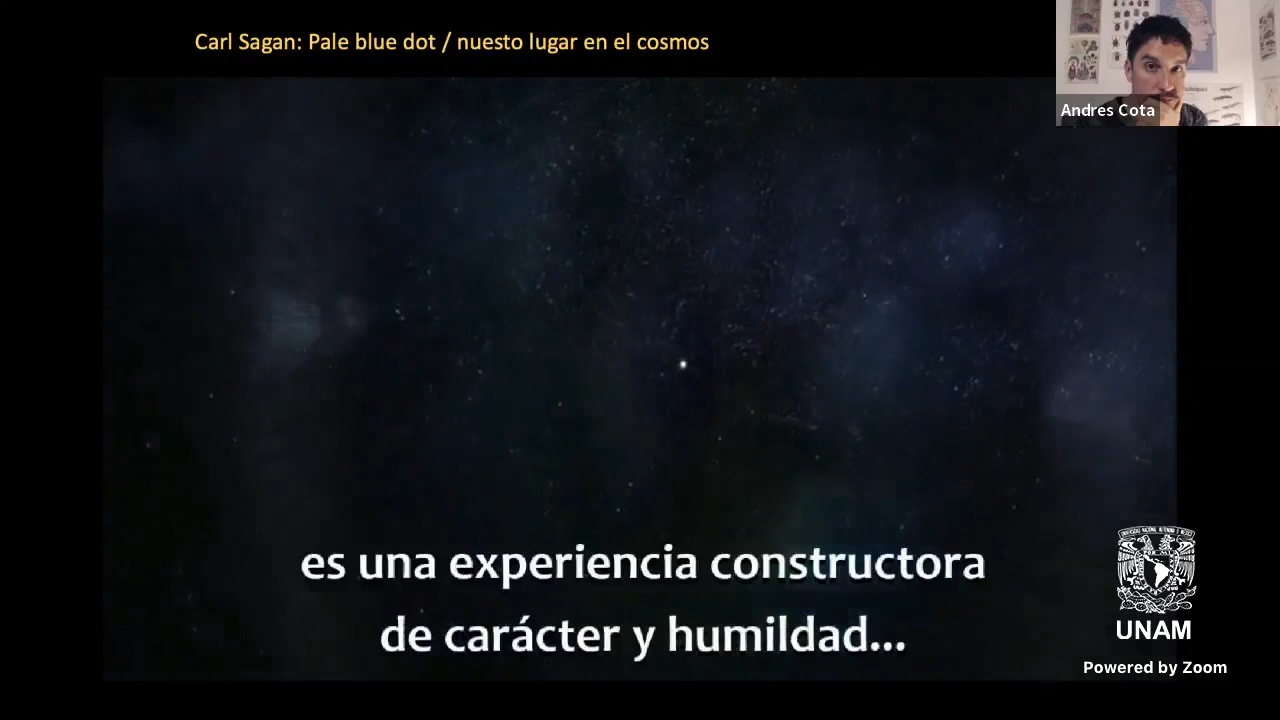 Carl Sagan: Pale blue dot / nuesto lugar en el cosmos
Andres Cota
es una experiencia constructora
de carácter y humildad...
UNAM
Powered by Zoom